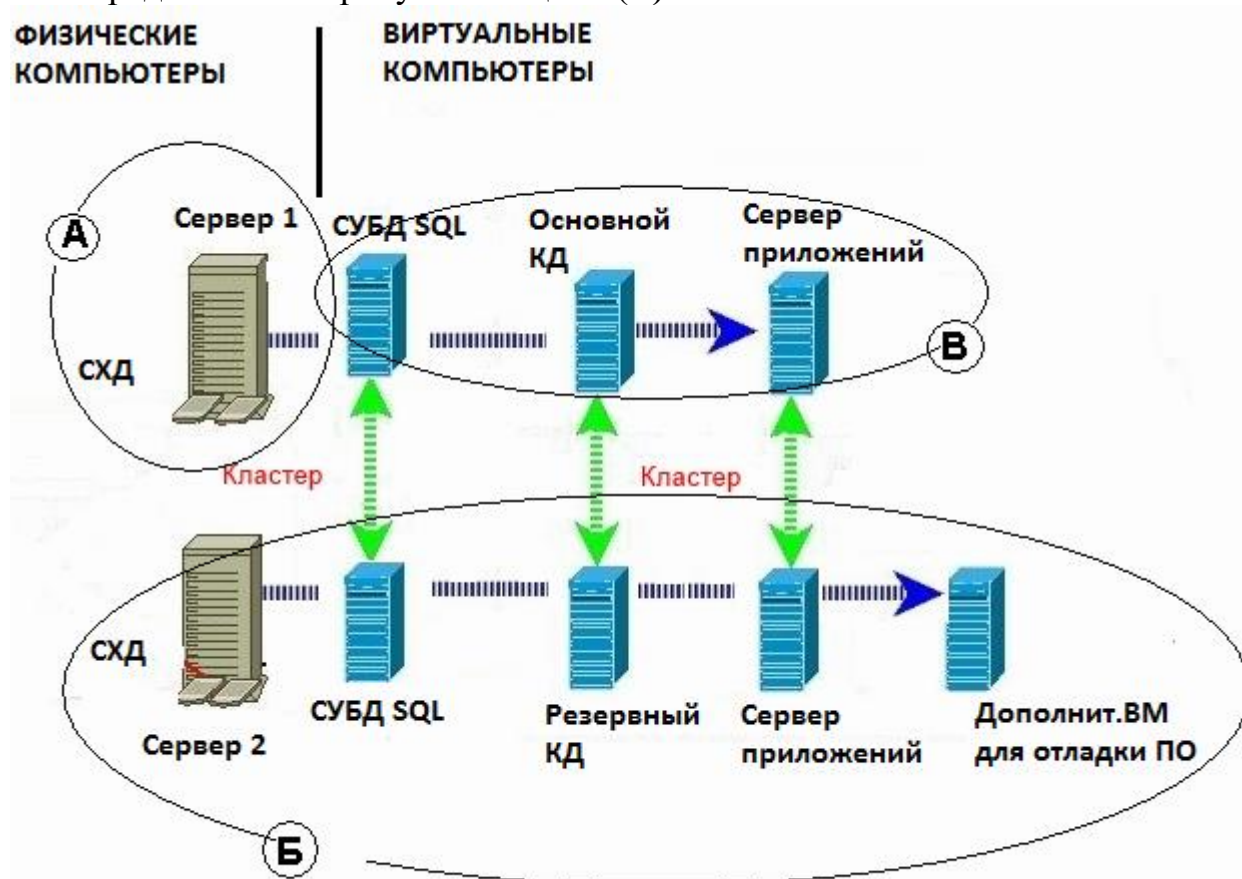 ФИЗИЧЕСКИЕ
КОМПЬЮТЕРЫ
ВИРТУАЛЬНЫЕ
КОМПЬЮТЕРЫ
А
Сервер 1
СУБД SQL
Основной
КД
Сервер
приложений
СХД
В
Кластер
Кластер
СХД
Сервер 2
СУБД SQL
Резервный
КД
Сервер
приложений
Дополнит.ВМ
для отладки ПО
Б